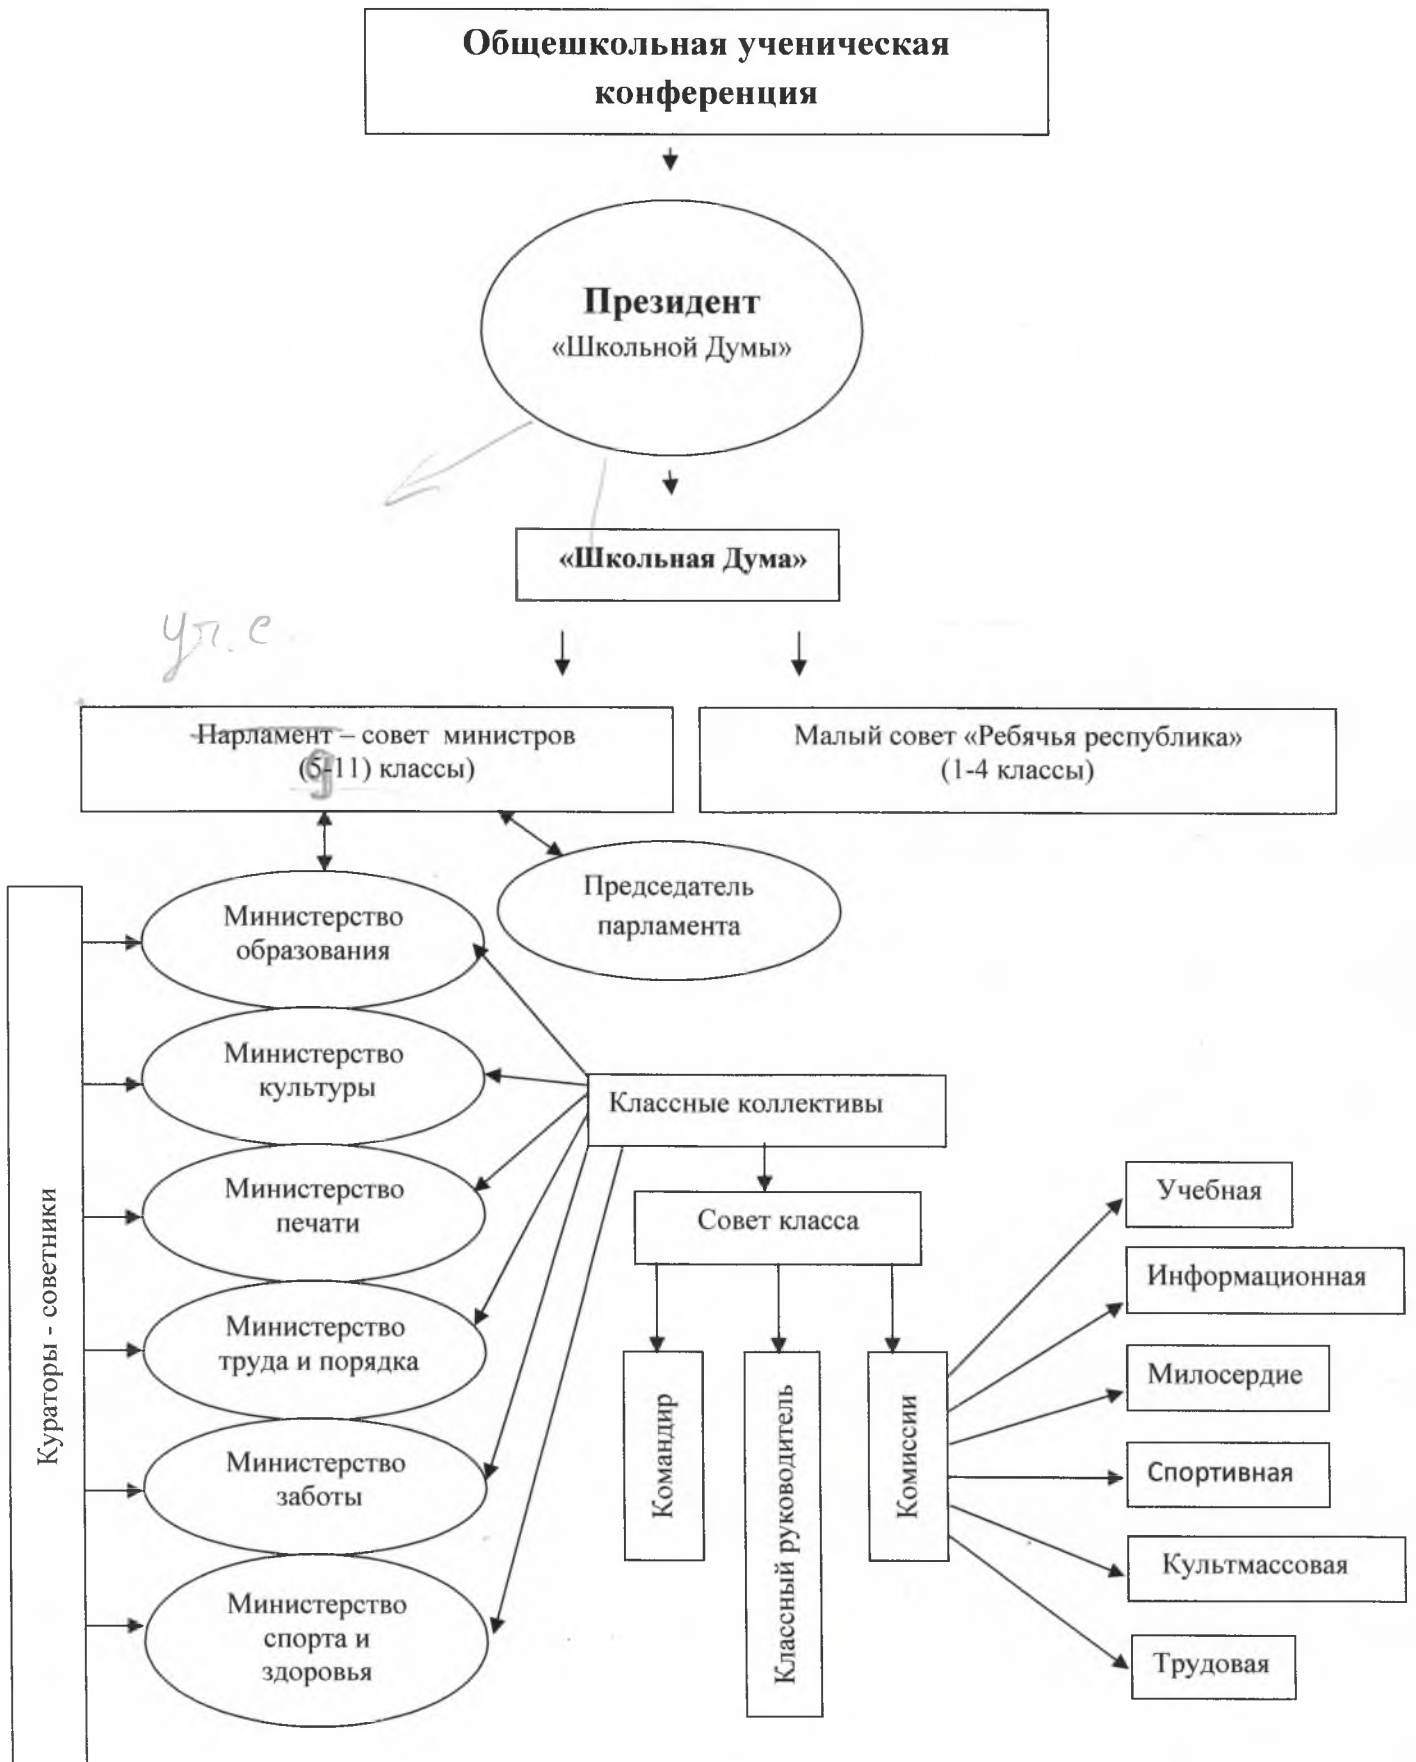 Общешкольная ученическая
конференция
Президент
«Школьной Думы»
«Школьная Дума»
Парламент – совет министров
(5-11) классы)
9
Малый совет «Ребячья республика»
(1-4 классы)
Председатель
парламента
Кураторы - советники
Министерство
образования
Министерство
культуры
Министерство
печати
Министерство
труда и порядка
Министерство
заботы
Министерство
спорта и
здоровья
Классные коллективы
Совет класса
Командир
Классный руководитель
Комиссии
Учебная
Информационная
Милосердие
Спортивная
Культмассовая
Трудовая